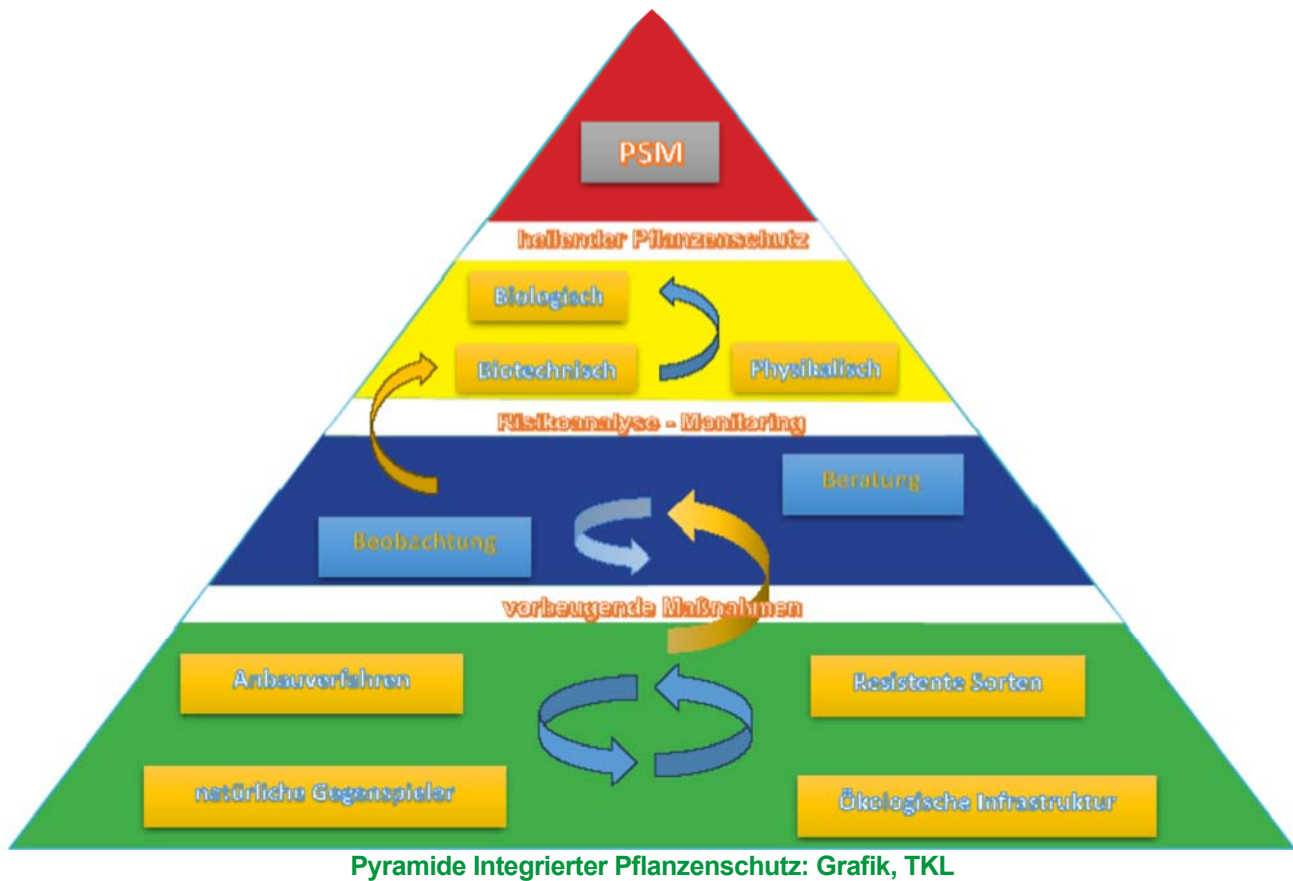 PSM
heilender Pflanzenschutz
Biologisch
Biotechnisch
Physikalisch
Risikoanalyse - Monitoring
Beratung
Beobachtung
vorbeugende Maßnahmen
Anbauverfahren
Resistente Sorten
natürliche Gegenspieler
Ökologische Infrastruktur
Pyramide Integrierter Pflanzenschutz: Grafik, TKL